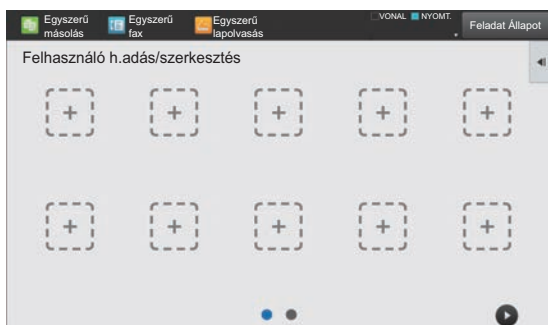 Egyszerű
másolás
Egyszerű
fax
Egyszerű
lapolvasás
VONAL NYOMT.
Feladat Állapot
Felhasználó h.adás/szerkesztés